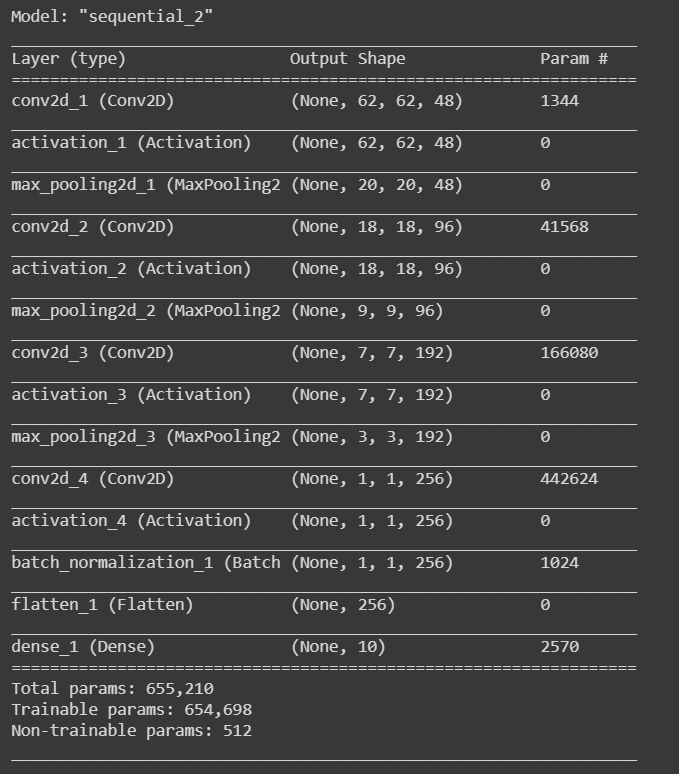 Model: "sequential_2"
Layer (type) Output Shape Param #
conv2d_1 (Conv2D) (None, 62, 62, 48) 1344
activation_1 (Activation) (None, 62, 62, 48) 0
max_pooling2d_1 (MaxPooling2 (None, 20, 20, 48) 0
conv2d_2 (Conv2D) (None, 18, 18, 96) 41568
activation_2 (Activation) (None, 18, 18, 96) 0
max_pooling2d_2 (MaxPooling2 (None, 9, 9, 96) 0
conv2d_3 (Conv2D) (None, 7, 7, 192) 166080
activation_3 (Activation) (None, 7, 7, 192) 0
max_pooling2d_3 (MaxPooling2 (None, 3, 3, 192) 0
conv2d_4 (Conv2D) (None, 1, 1, 256) 442624
activation_4 (Activation) (None, 1, 1, 256) 0
batch_normalization_1 (Batch (None, 1, 1, 256) 1024
flatten_1 (Flatten) (None, 256) 0
dense_1 (Dense) (None, 10) 2570
Total params: 655,210
Trainable params: 654,698
Non-trainable params: 512